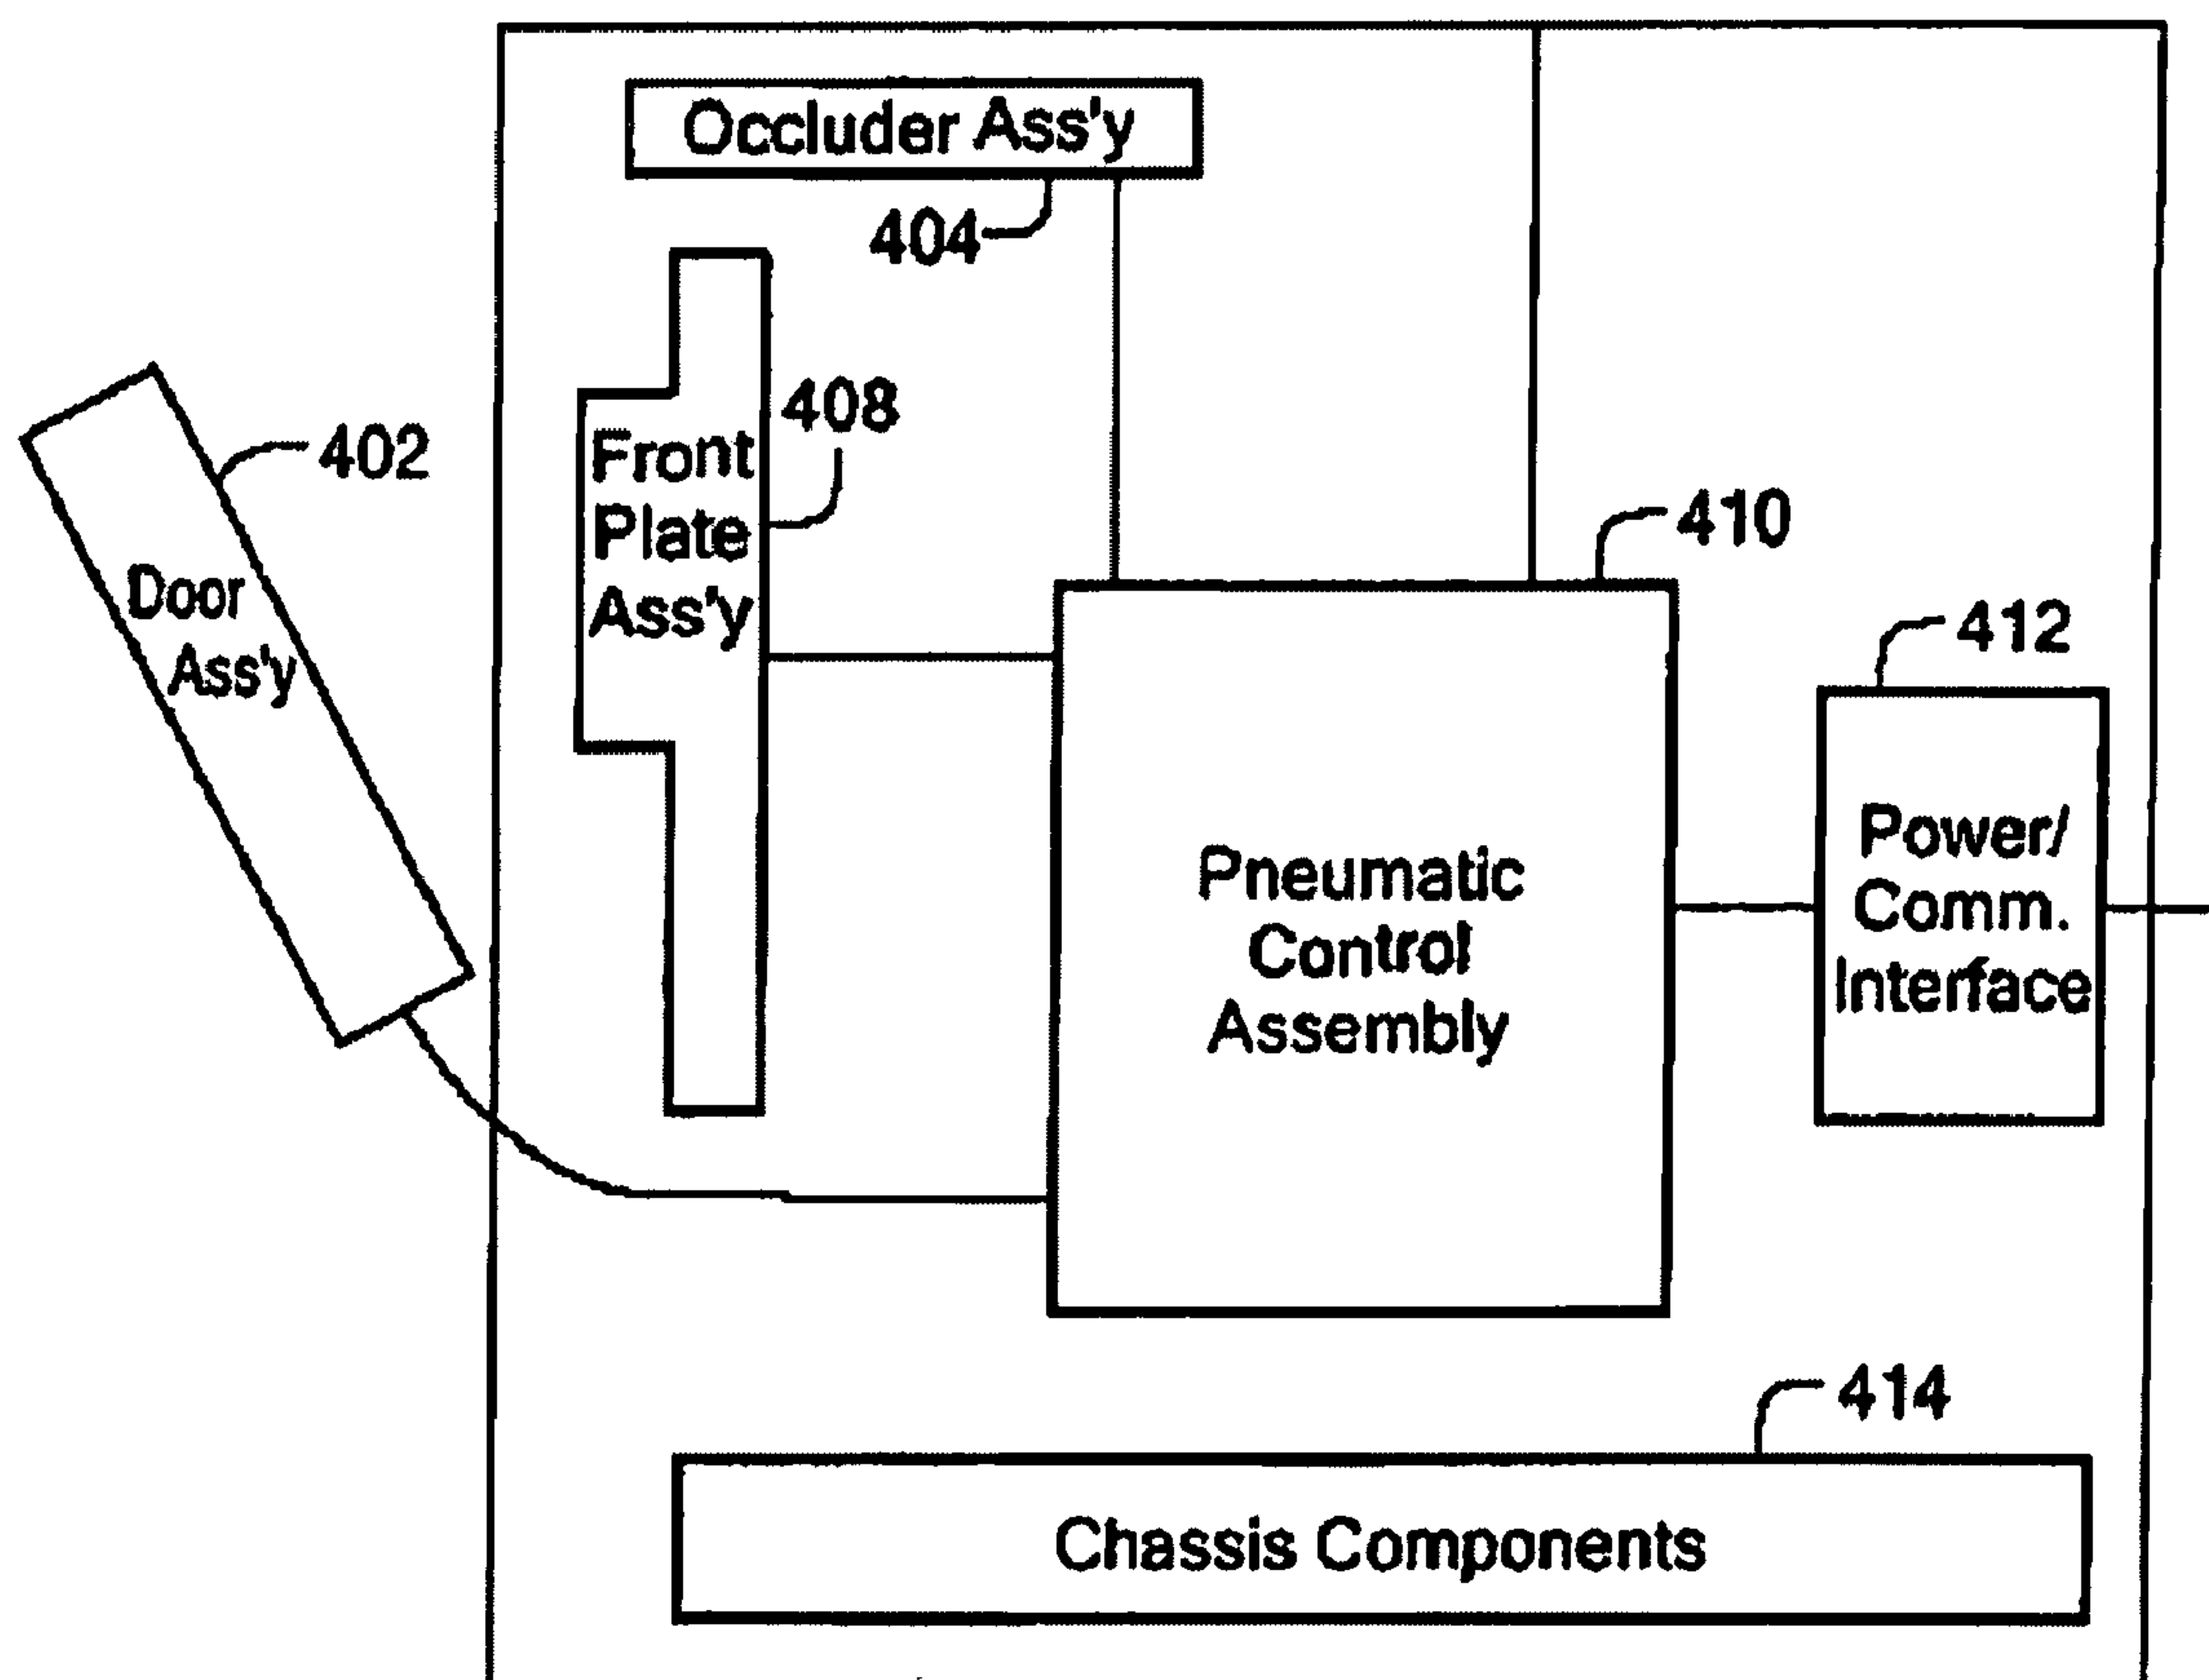 Occluder Ass'y
404
408
402
Front
Plate
Ass'y
410
Door
Ass'y
412
Pneumatic
Control
Assembly
Power/
Comm.
Interface
414
Chassis Components